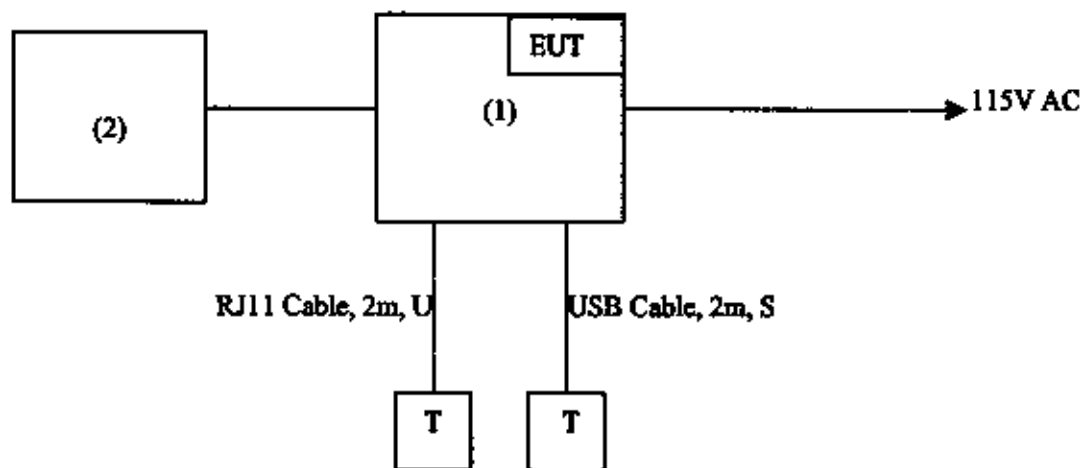 EUT
(2)
(1)
115V AC
RJ11 Cable, 2m, U
USB Cable, 2m, S
T
T